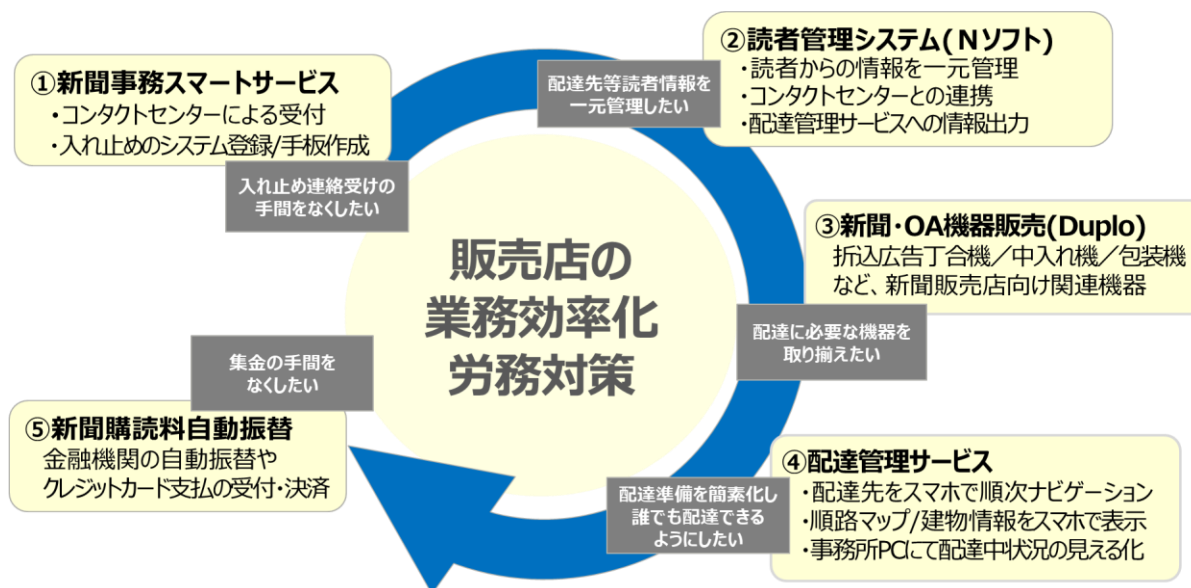 ①新聞事務スマートサービス
・コンタクトセンターによる受付
・入れ止めのシステム登録/手板作成
入れ止め連絡受けの
手間をなくしたい
配達先等読者情報を
一元管理したい
②読者管理システム(Nソフト)
・読者からの情報を一元管理
・コンタクトセンターとの連携
・配達管理サービスへの情報出力
③新聞・OA機器販売(Duplo)
折込広告丁合機／中入れ機／包装機
など、新聞販売店向け関連機器
配達に必要な機器を
取り揃えたい
販売店の
業務効率化
労務対策
④配達管理サービス
・配達先をスマホで順次ナビゲーション
・順路マップ/建物情報をスマホで表示
・事務所PCにて配達中状況の見える化
配達準備を簡素化し
誰でも配達できる
ようにしたい
集金の手間を
なくしたい
⑤新聞購読料自動振替
金融機関の自動振替や
クレジットカード支払の受付・決済